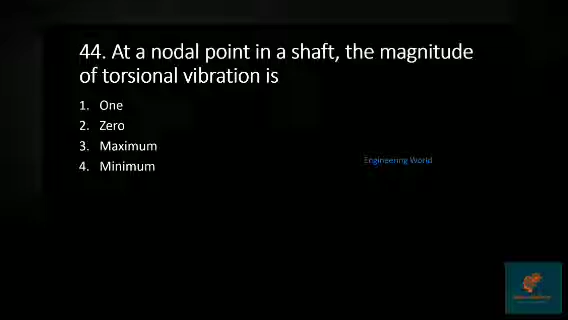 44. At a nodal point in a shaft, the magnitude
of torsional vibration is
1. One
2. Zero
3. Maximum
4. Minimum
Engineering World